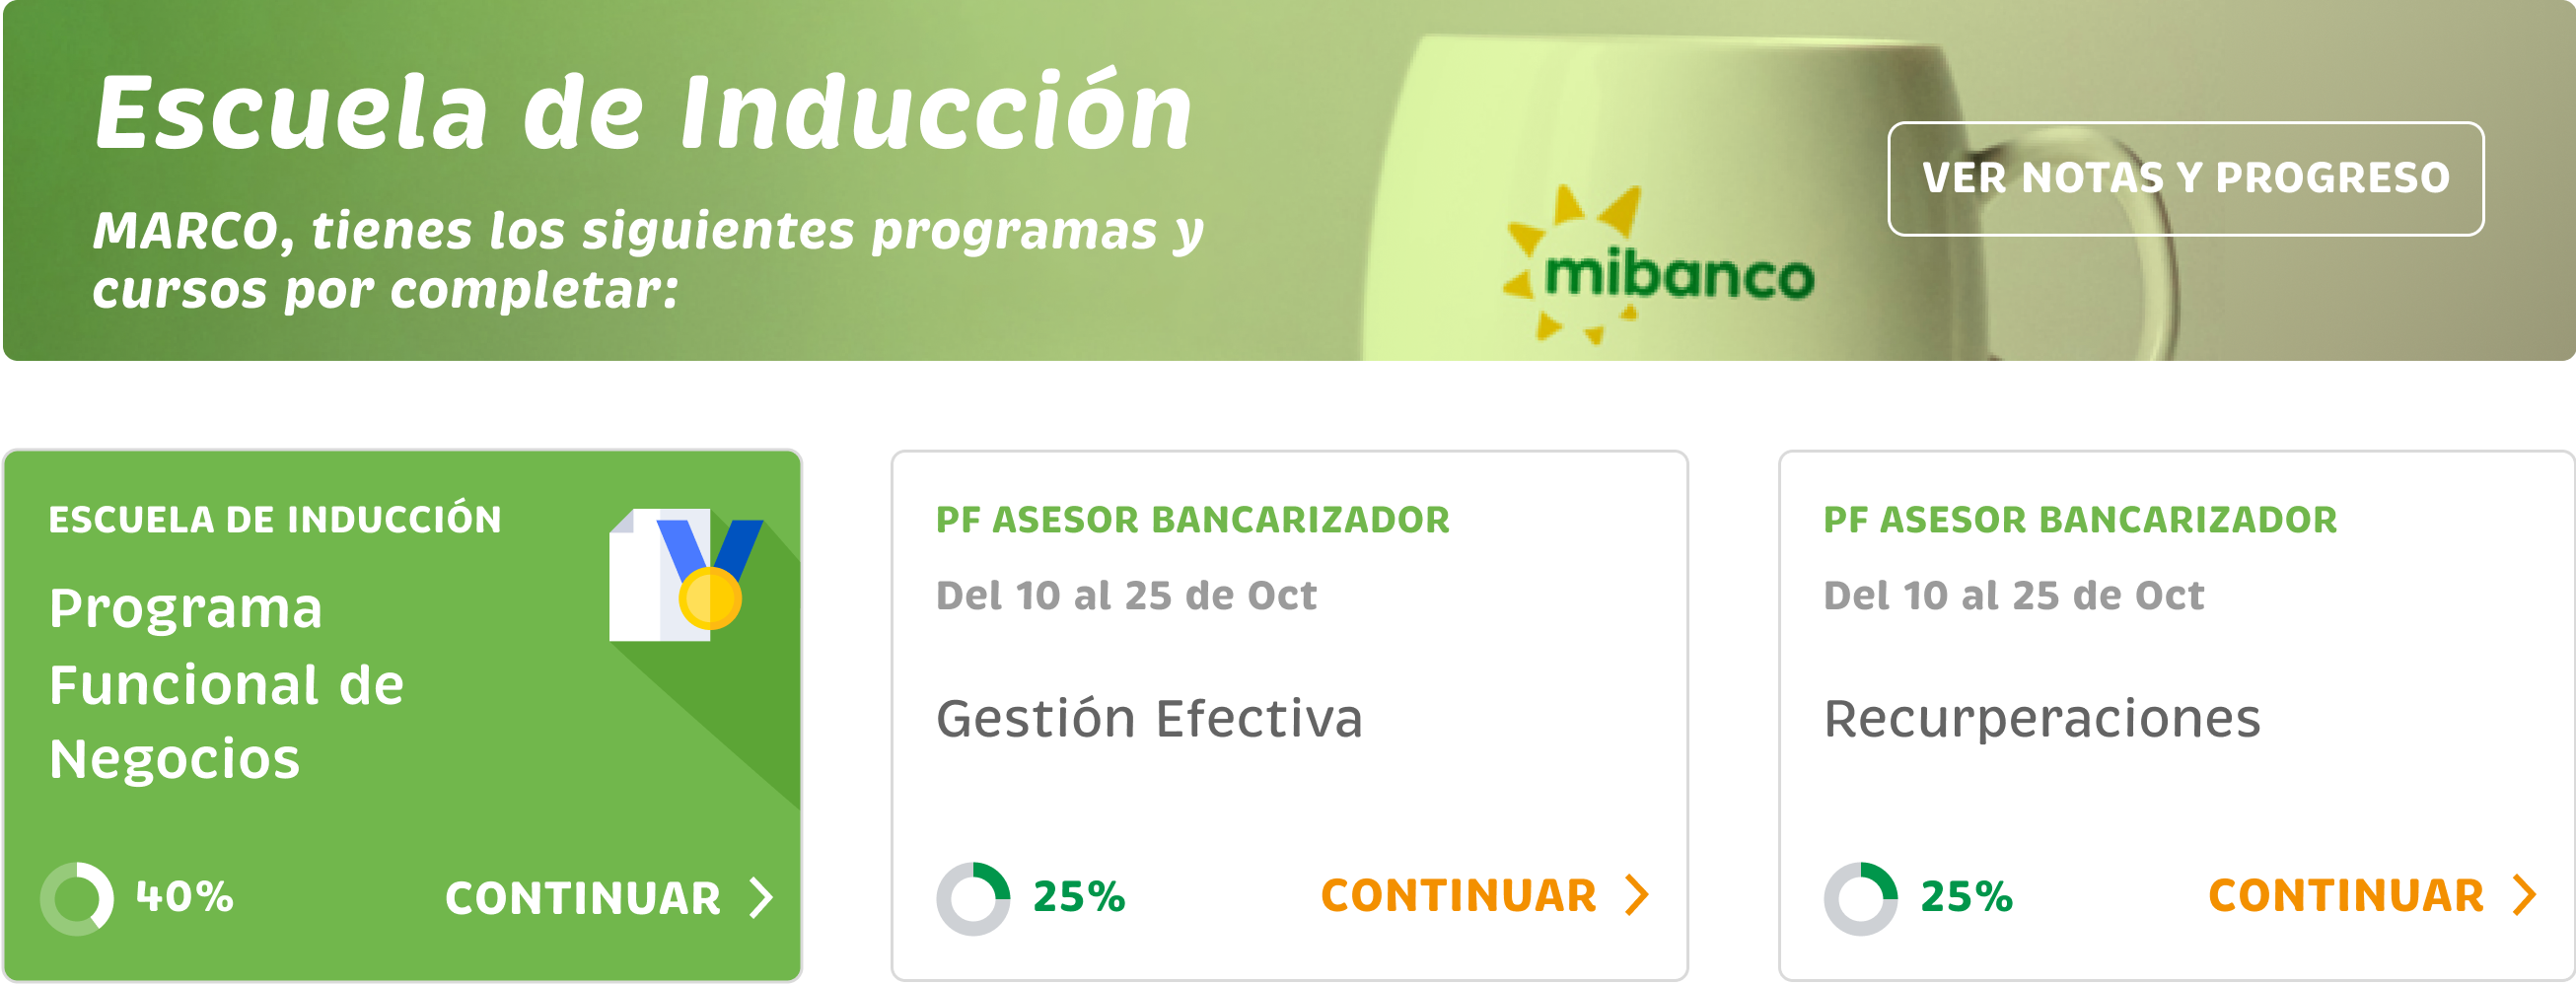 Escuela de Inducción
MARCO, tienes los siguientes programas y
cursos por completar:
mibanco
VER NOTAS Y PROGRESO
ESCUELA DE INDUCCIÓN
Programa
Funcional de
Negocios
40%
CONTINUAR
PF ASESOR BANCARIZADOR
Del 10 al 25 de Oct
Gestión Efectiva
25%
CONTINUAR
PF ASESOR BANCARIZADOR
Del 10 al 25 de Oct
Recurperaciones
25%
CONTINUAR